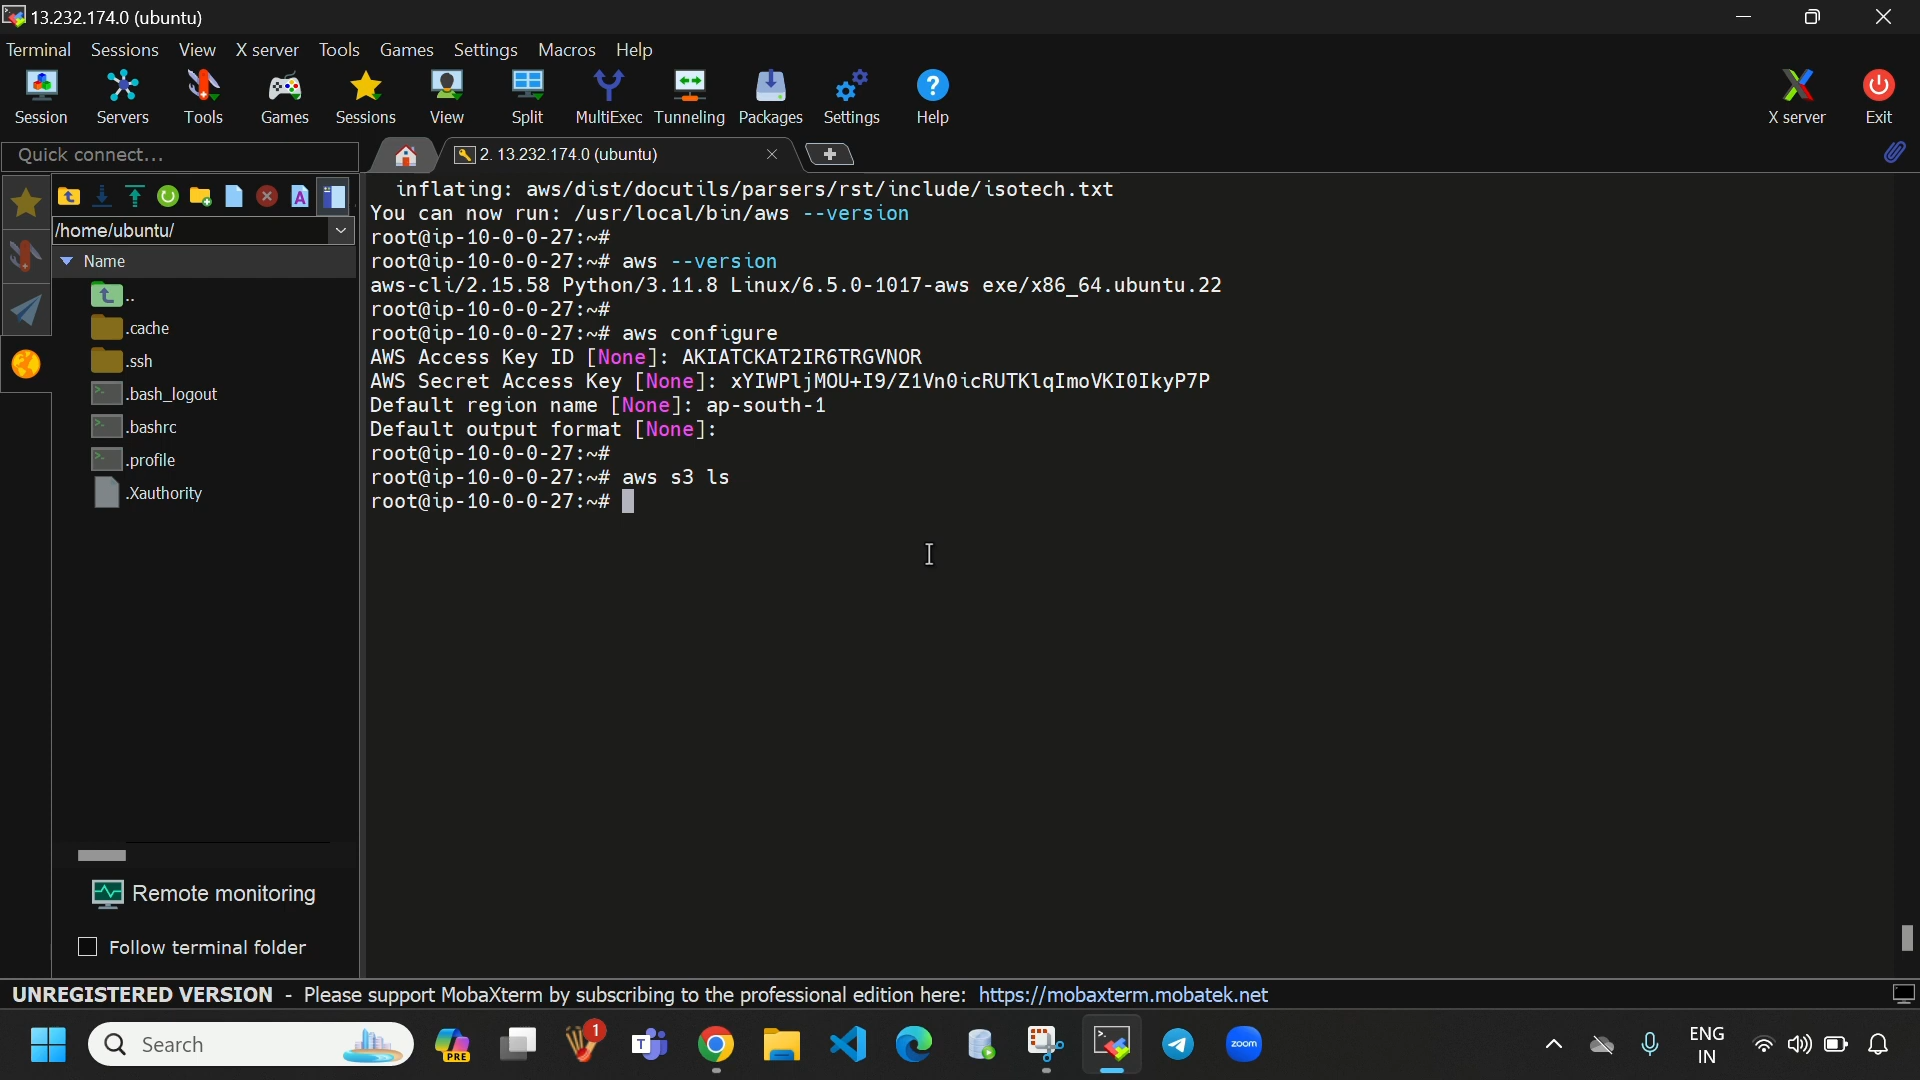 13.232.174.0 (ubuntu)
Terminal Sessions View X server Tools Games Settings Macros Help
Session Servers Tools Games Sessions View Split MultiExec Tunneling Packages Settings Help X server Exit
Quick connect...
2. 13.232.174.0 (ubuntu)
/home/ubuntu/
Name
..
.cache
.ssh
.bash_logout
.bashrc
.profile
.Xauthority
Remote monitoring
Follow terminal folder
inflating: aws/dist/docutils/parsers/rst/include/isotech.txt
You can now run: /usr/local/bin/aws --version
root@ip-10-0-0-27:~#
root@ip-10-0-0-27:~# aws --version
aws-cli/2.15.58 Python/3.11.8 Linux/6.5.0-1017-aws exe/x86_64.ubuntu.22
root@ip-10-0-0-27:~#
root@ip-10-0-0-27:~# aws configure
AWS Access Key ID [None]: AKIATCKAT2IR6TRGVNOR
AWS Secret Access Key [None]: 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
Default region name [None]: ap-south-1
Default output format [None]:
root@ip-10-0-0-27:~#
root@ip-10-0-0-27:~# aws s3 ls
root@ip-10-0-0-27:~#
UNREGISTERED VERSION - Please support MobaXterm by subscribing to the professional edition here: https://mobaxterm.mobatek.net
Search
PRE
1
T
zoom
ENG
IN